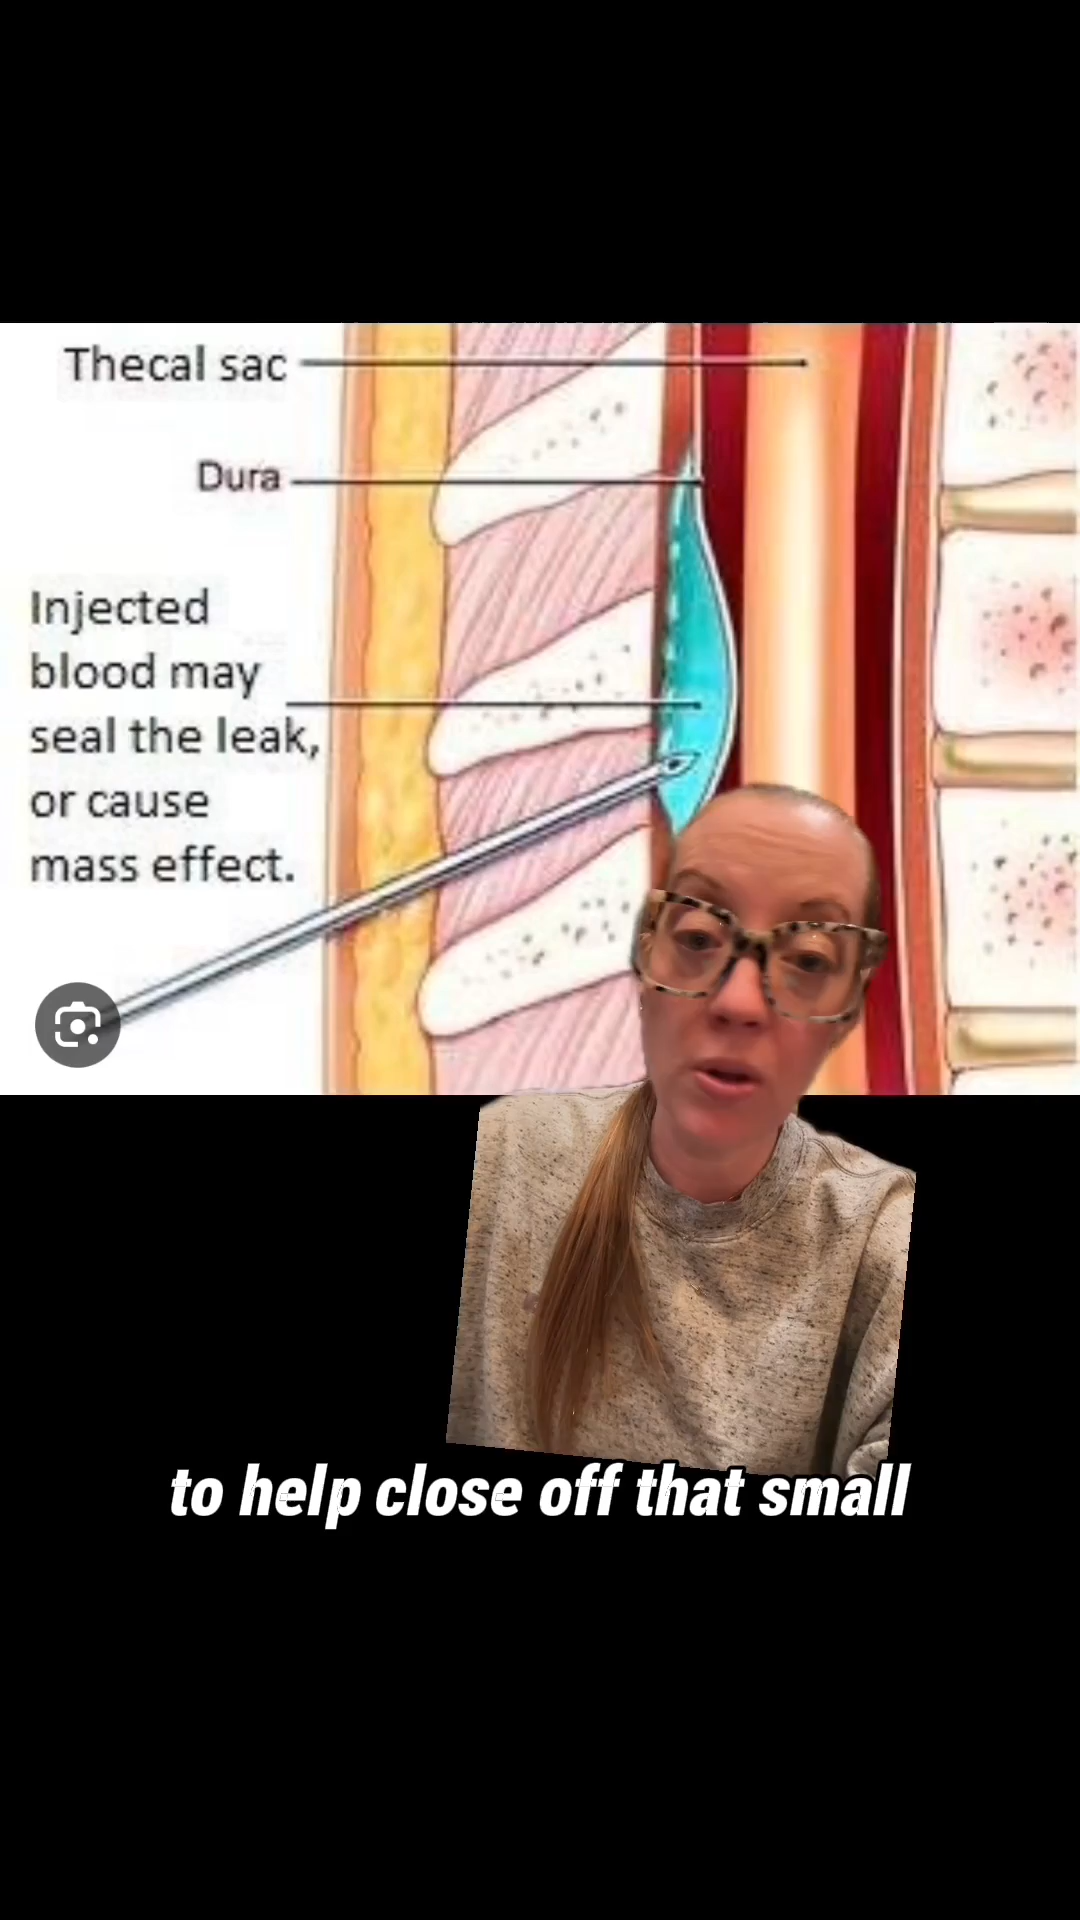 Thecal sac
Dura
Injected
blood may
seal the leak,
or cause
mass effect.
to help close off that small